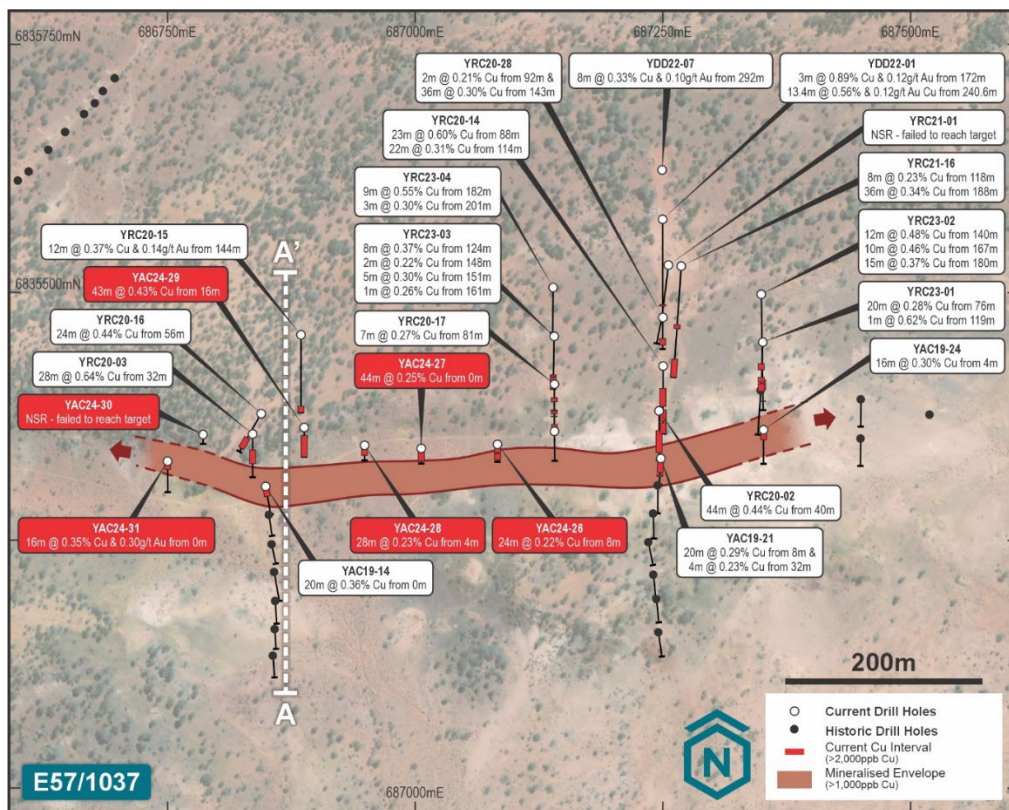 686750mE
687000mE
687250mE
687500mE
6835750mN
YRC20-28
2m @ 0.21% Cu from 92m &
36m @ 0.30% Cu from 143m
YDD22-07
8m @ 0.33% Cu & 0.10g/t Au from 292m
YDD22-01
3m @ 0.89% Cu & 0.12g/t Au from 172m
13.4m @ 0.56% & 0.12g/t Au Cu from 240.6m
YRC20-14
23m @ 0.60% Cu from 88m
22m @ 0.31% Cu from 114m
YRC21-01
NSR - failed to reach target
YRC23-04
9m @ 0.55% Cu from 182m
3m @ 0.30% Cu from 201m
YRC21-16
8m @ 0.23% Cu from 118m
36m @ 0.34% Cu from 188m
YRC20-15
12m @ 0.37% Cu & 0.14g/t Au from 144m
A'
YRC23-03
8m @ 0.37% Cu from 124m
2m @ 0.22% Cu from 148m
5m @ 0.30% Cu from 151m
1m @ 0.26% Cu from 161m
YRC23-02
12m @ 0.48% Cu from 140m
10m @ 0.46% Cu from 167m
15m @ 0.37% Cu from 180m
YAC24-29
43m @ 0.43% Cu from 16m
6835500mN
YRC20-16
24m @ 0.44% Cu from 56m
YRC20-17
7m @ 0.27% Cu from 81m
YRC23-01
20m @ 0.28% Cu from 76m
1m @ 0.62% Cu from 119m
YRC20-03
28m @ 0.64% Cu from 32m
YAC24-27
44m @ 0.25% Cu from 0m
YAC19-24
16m @ 0.30% Cu from 4m
YAC24-30
NSR - failed to reach target
YAC24-31
16m @ 0.35% Cu & 0.30g/t Au from 0m
YAC24-28
28m @ 0.23% Cu from 4m
YAC24-26
24m @ 0.22% Cu from 8m
YRC20-02
44m @ 0.44% Cu from 40m
YAC19-14
20m @ 0.36% Cu from 0m
YAC19-21
20m @ 0.29% Cu from 8m &
4m @ 0.23% Cu from 32m
A
200m
Current Drill Holes
Historic Drill Holes
Current Cu Interval
(>2,000ppb Cu)
Mineralised Envelope
(>1,000ppb Cu)
N
E57/1037
687000mE